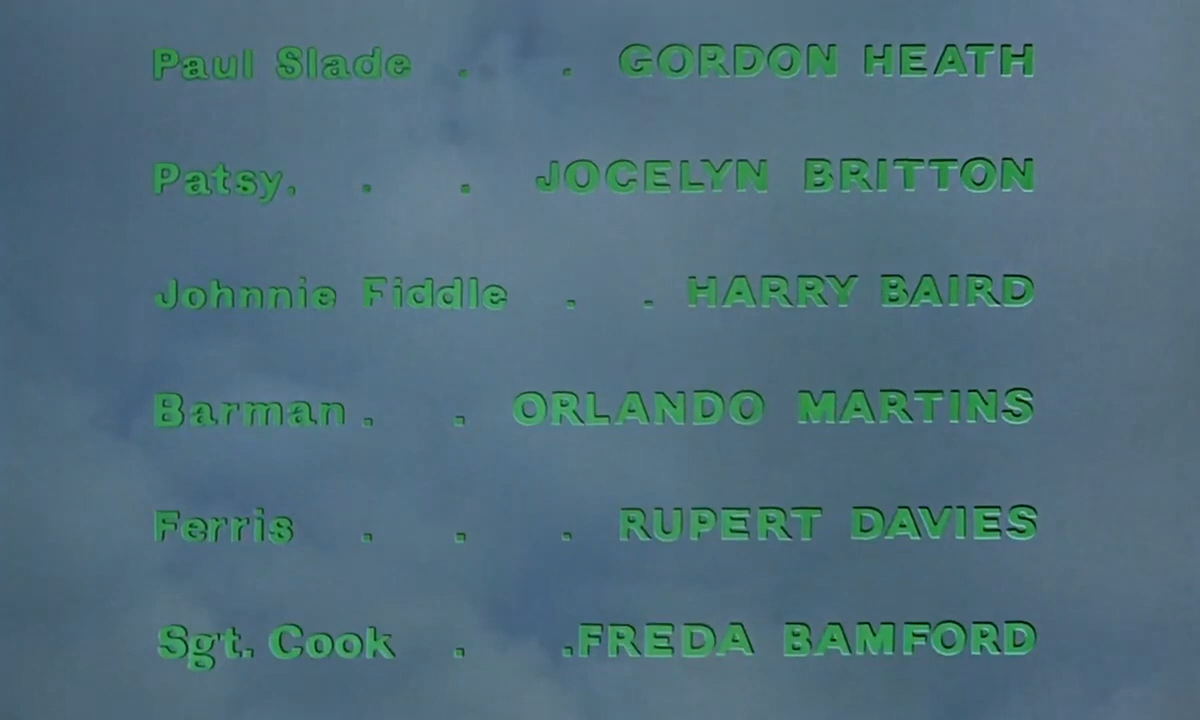 Paul Slade . . GORDON HEATH
Patsy. . . JOCELYN BRITTON
Johnnie Fiddle . . HARRY BAIRD
Barman . . ORLANDO MARTINS
Ferris . . . RUPERT DAVIES
Sgt. Cook . .FREDA BAMFORD